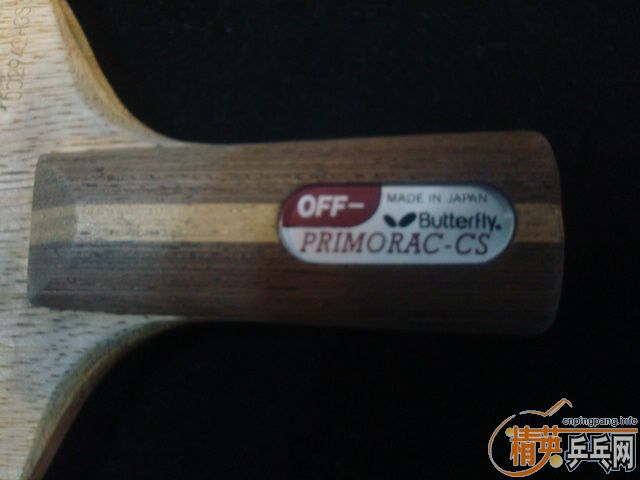 OFF-
MADE IN JAPAN
Butterfly
PRIMORAC-CS
cnpingpang.info
精英乒乓网